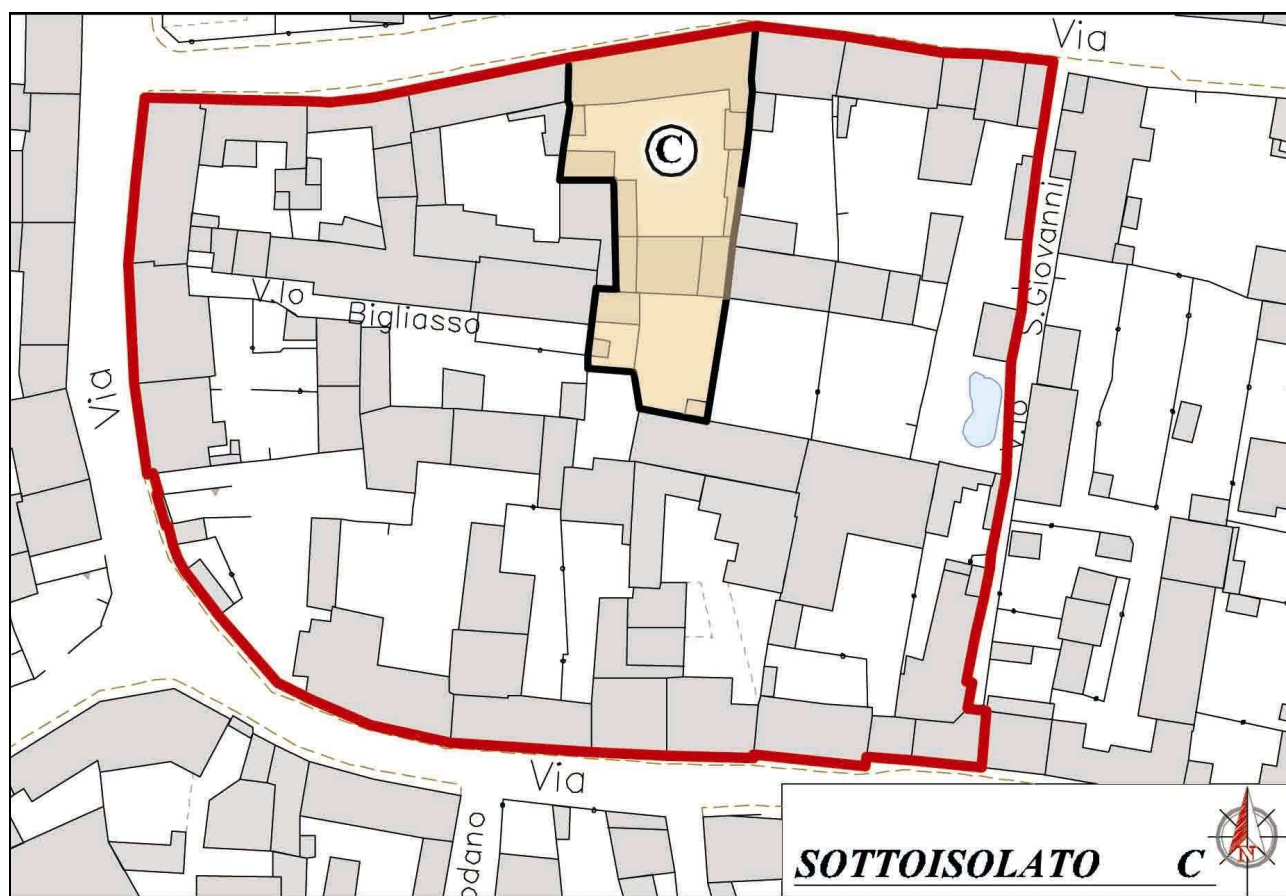 Via
C
S.Giovanni
V.lo
Bigliasso
Via
V.lo
Via
odano
SOTTOISOLATO C
N